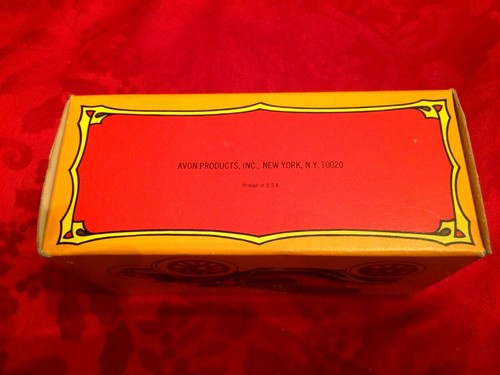 AVON PRODUCTS, INC., NEW YORK, N.Y. 10020
Printed in U.S.A.